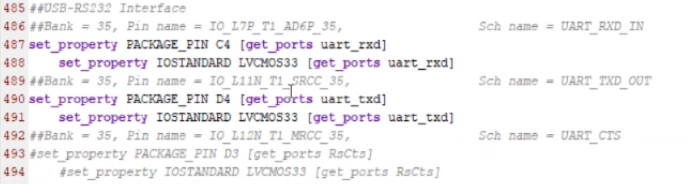 485 ##USB-RS232 Interface
486 ##Bank = 35, Pin name = IO_L7P_T1_AD6P_35, Sch name = UART_RXD_IN
487 set_property PACKAGE_PIN C4 [get_ports uart_rxd]
488 set_property IOSTANDARD LVCMOS33 [get_ports uart_rxd]
489 ##Bank = 35, Pin name = IO_L11N_T1_SRCC_35, Sch name = UART_TXD_OUT
490 set_property PACKAGE_PIN D4 [get_ports uart_txd]
491 set_property IOSTANDARD LVCMOS33 [get_ports uart_txd]
492 ##Bank = 35, Pin name = IO_L12N_T1_MRCC_35, Sch name = UART_CTS
493 #set_property PACKAGE_PIN D3 [get_ports RsCts]
494 #set_property IOSTANDARD LVCMOS33 [get_ports RsCts]